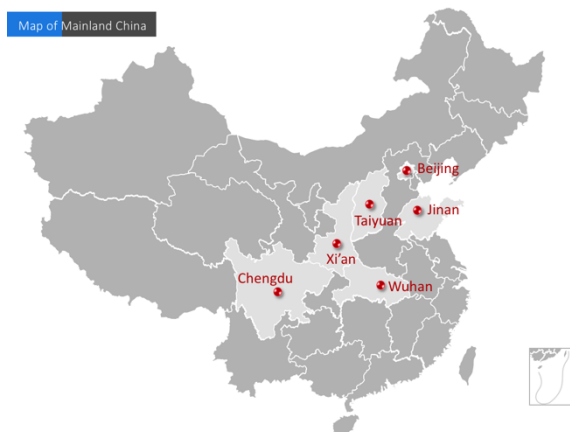 Map of Mainland China
Beijing
Jinan
Taiyuan
Xi'an
Chengdu
Wuhan